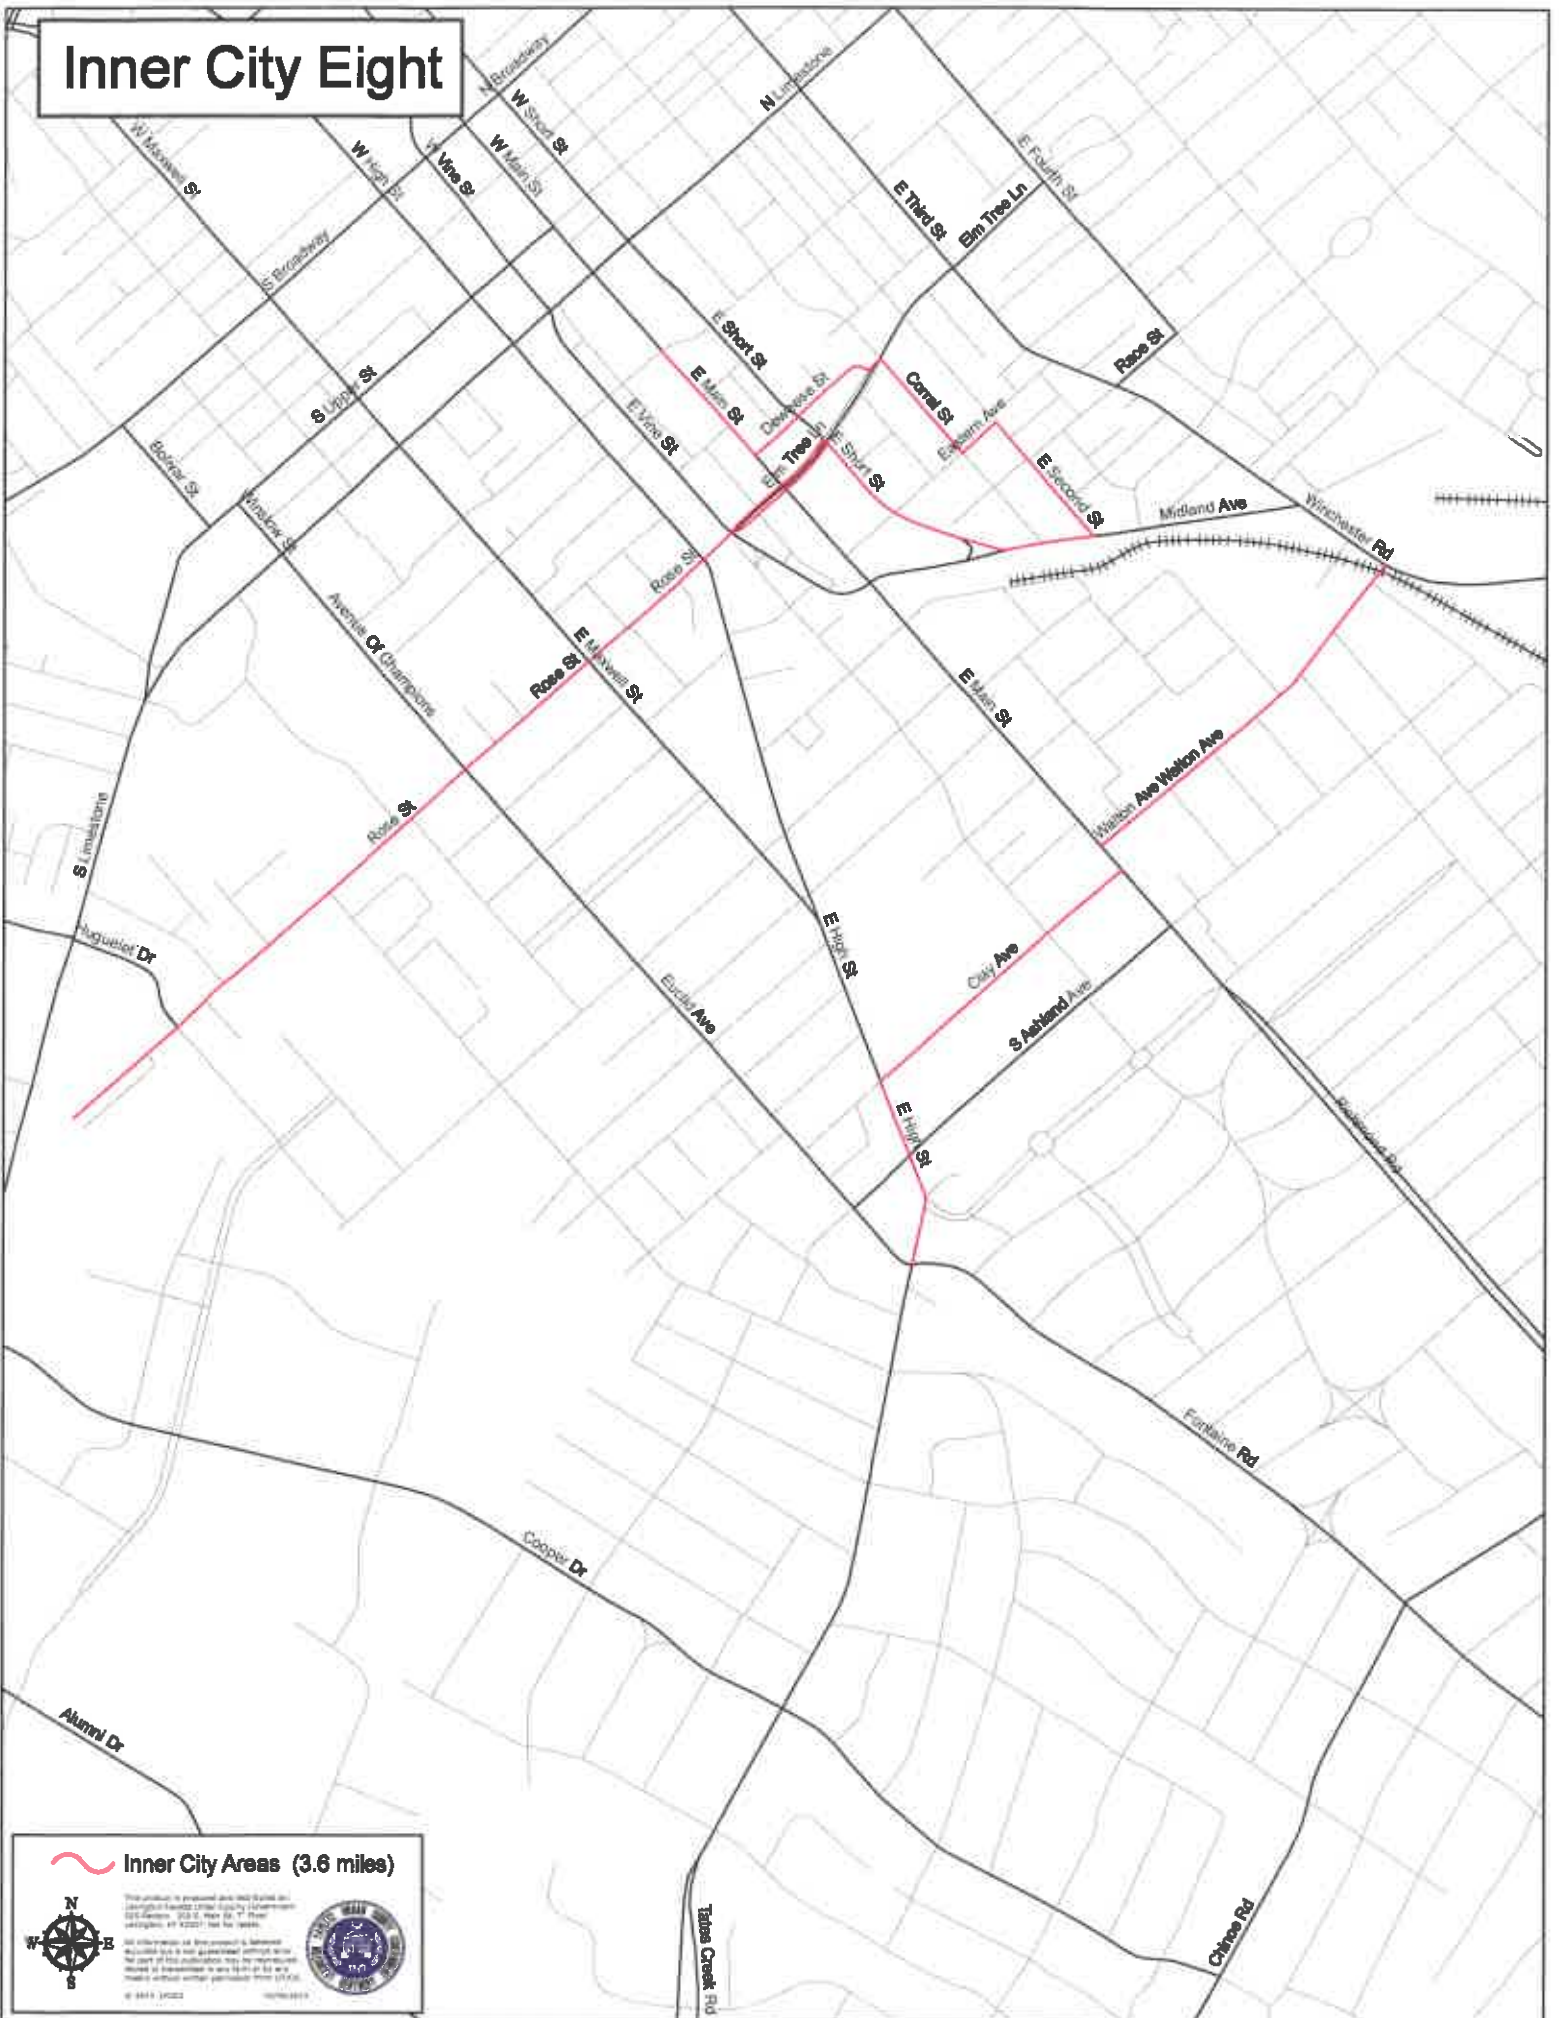 Inner City Eight
N Broadway
W Short St
N Limestone
W Maxwell St
W High St
W Vine St
W Main St
E Fourth St
E Third St
Elm Tree Ln
S Broadway
E Short St
Race St
S Upper St
E Main St
Deweese St
Corral St
Eastern Ave
E Vine St
Elm Tree Ln
E Short St
E Second St
Bolivar St
Winslow St
Midland Ave
Winchester Rd
Rose St
Avenue Of Champions
E Maxwell St
Rose St
E Main St
Walton Ave Walton Ave
Rose St
S Limestone
Huguelet Dr
E High St
Clay Ave
Euclid Ave
S Ashland Ave
E High St
Richmond Rd
Fontaine Rd
Cooper Dr
Alumni Dr
Tates Creek Rd
Chinoe Rd
Inner City Areas (3.6 miles)
N
W E
S